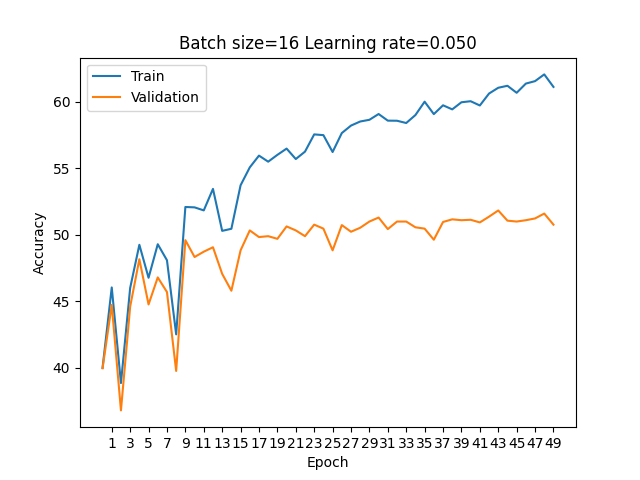 Batch size=16 Learning rate=0.050
Train
Validation
60
55
50
45
40
Accuracy
1 3 5 7 9 11 13 15 17 19 21 23 25 27 29 31 33 35 37 39 41 43 45 47 49
Epoch